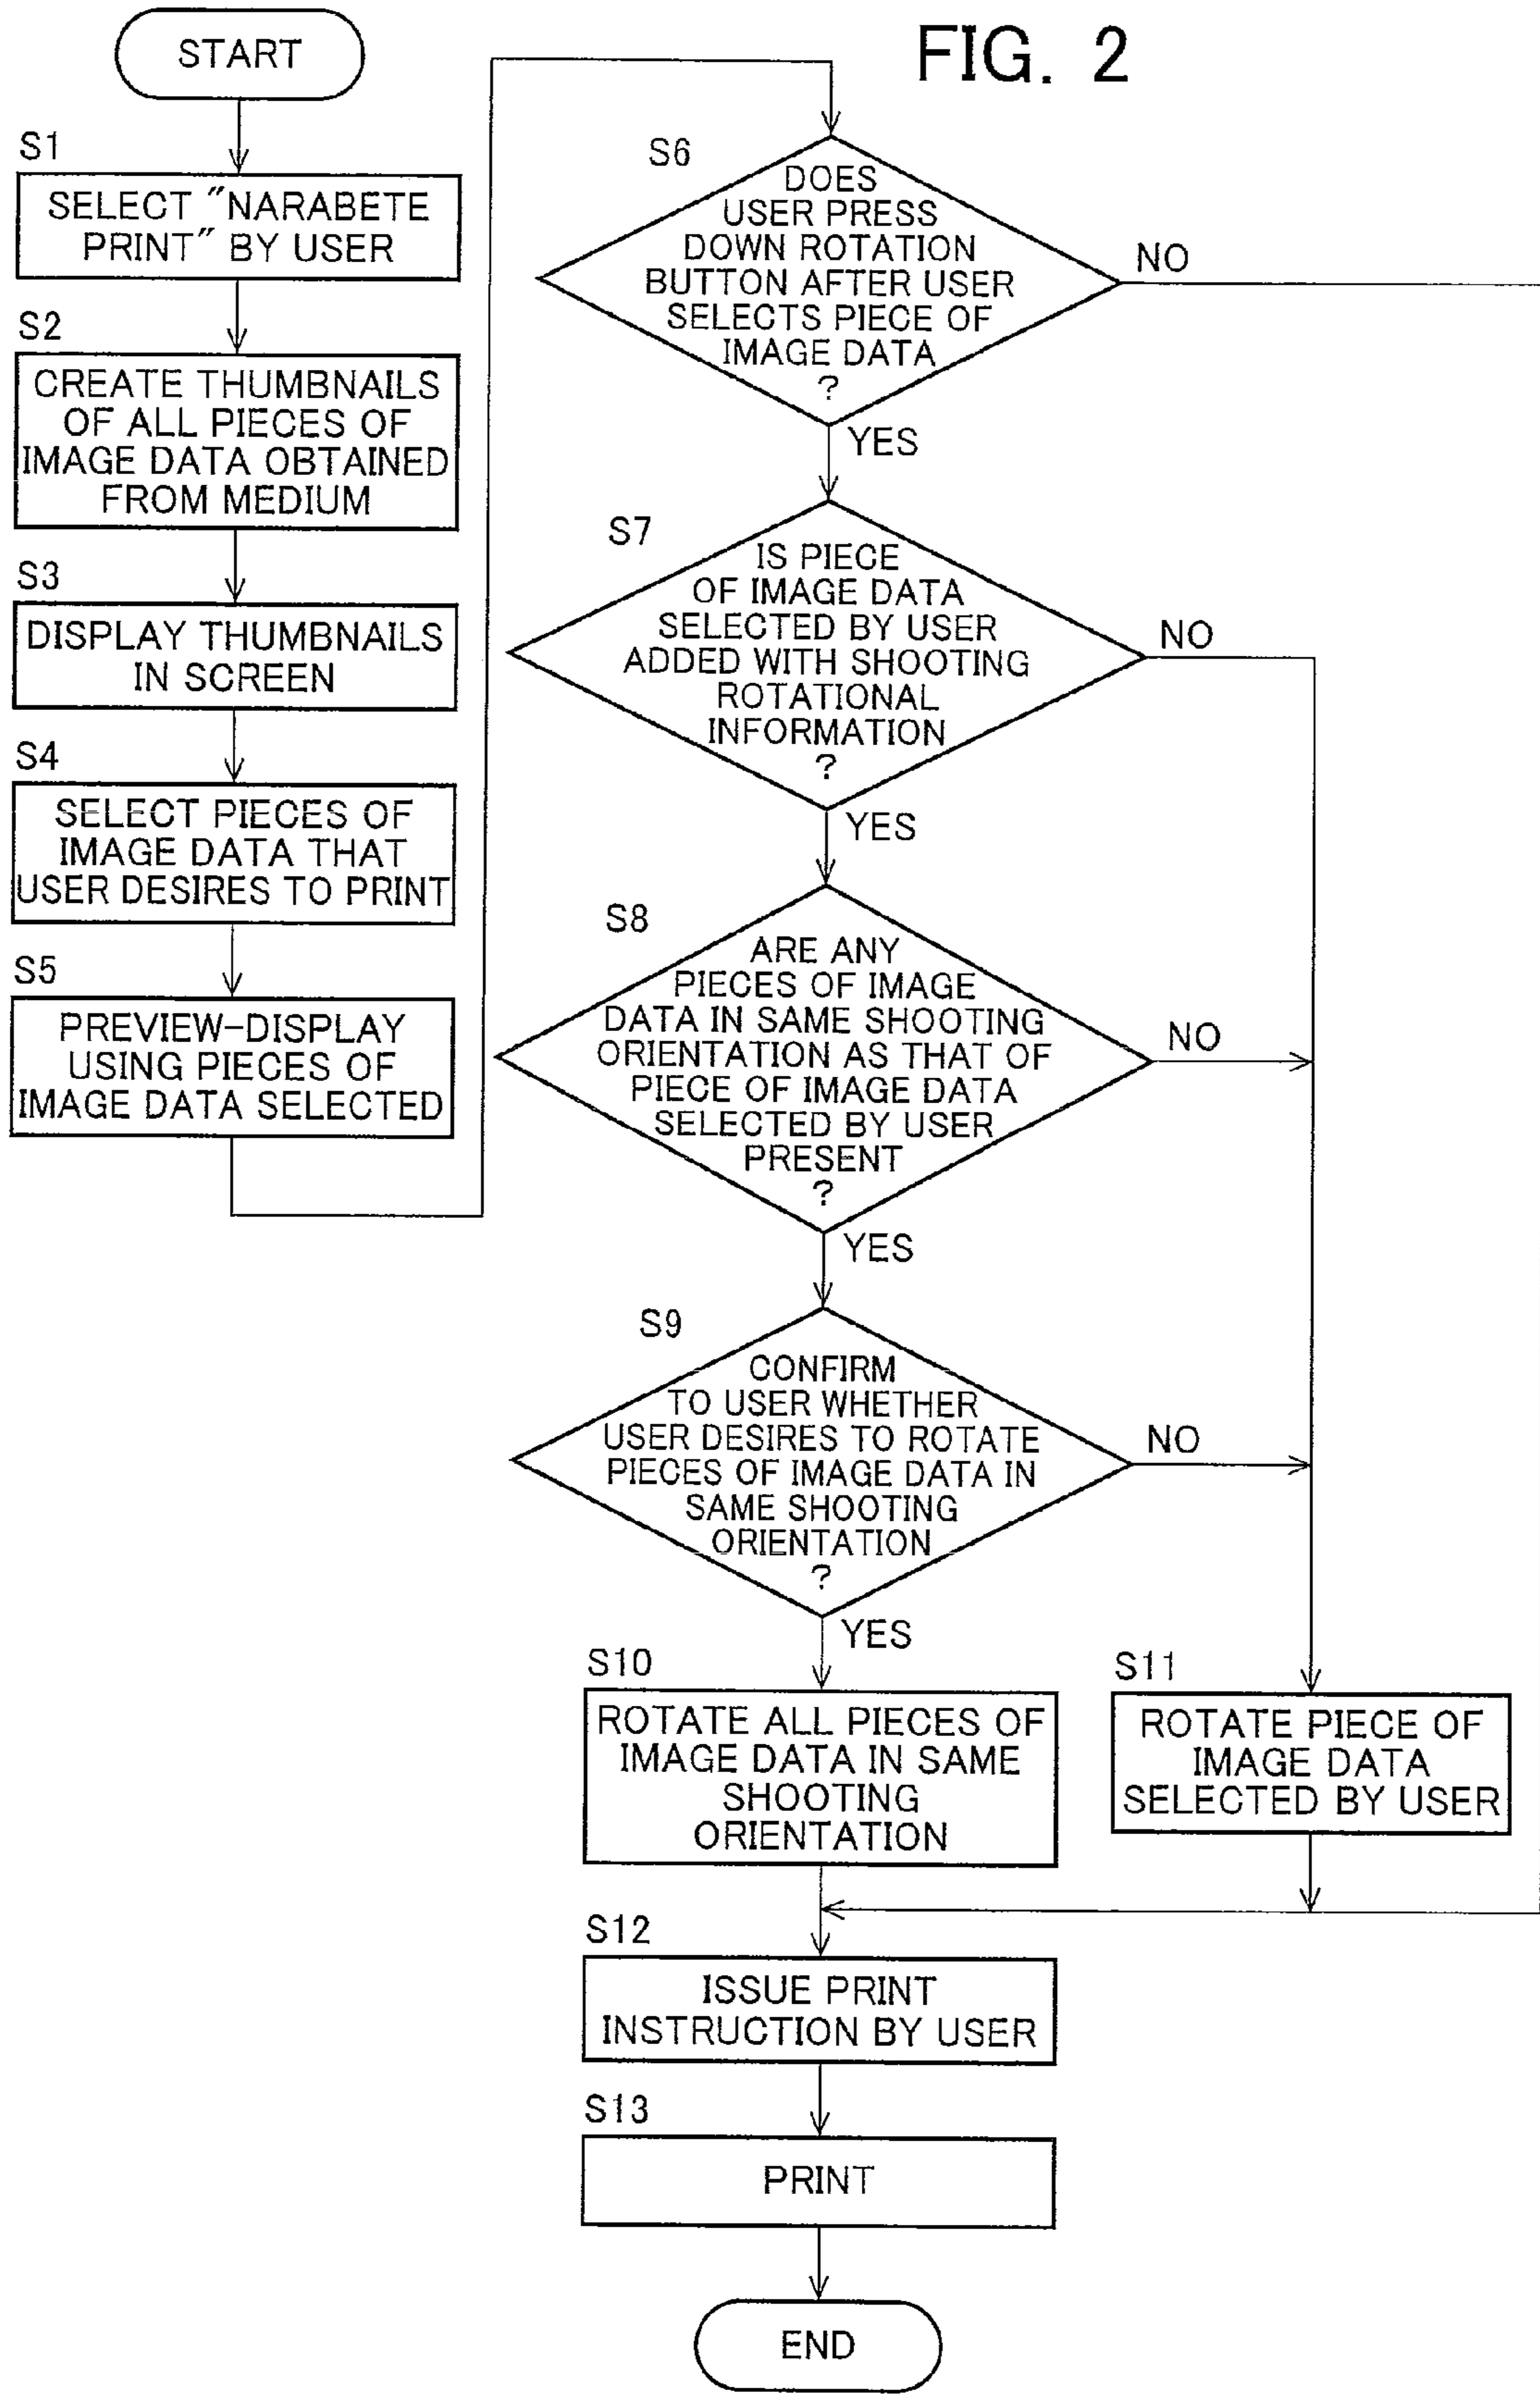 FIG. 2
START
S1
SELECT "NARABETE
PRINT" BY USER
S2
CREATE THUMBNAILS
OF ALL PIECES OF
IMAGE DATA OBTAINED
FROM MEDIUM
S3
DISPLAY THUMBNAILS
IN SCREEN
S4
SELECT PIECES OF
IMAGE DATA THAT
USER DESIRES TO PRINT
S5
PREVIEW-DISPLAY
USING PIECES OF
IMAGE DATA SELECTED
S6
DOES
USER PRESS
DOWN ROTATION
BUTTON AFTER USER
SELECTS PIECE OF
IMAGE DATA
?
NO
YES
S7
IS PIECE
OF IMAGE DATA
SELECTED BY USER
ADDED WITH SHOOTING
ROTATIONAL
INFORMATION
?
NO
YES
S8
ARE ANY
PIECES OF IMAGE
DATA IN SAME SHOOTING
ORIENTATION AS THAT OF
PIECE OF IMAGE DATA
SELECTED BY USER
PRESENT
?
NO
YES
S9
CONFIRM
TO USER WHETHER
USER DESIRES TO ROTATE
PIECES OF IMAGE DATA IN
SAME SHOOTING
ORIENTATION
?
NO
YES
S10
ROTATE ALL PIECES OF
IMAGE DATA IN SAME
SHOOTING
ORIENTATION
S11
ROTATE PIECE OF
IMAGE DATA
SELECTED BY USER
S12
ISSUE PRINT
INSTRUCTION BY USER
S13
PRINT
END